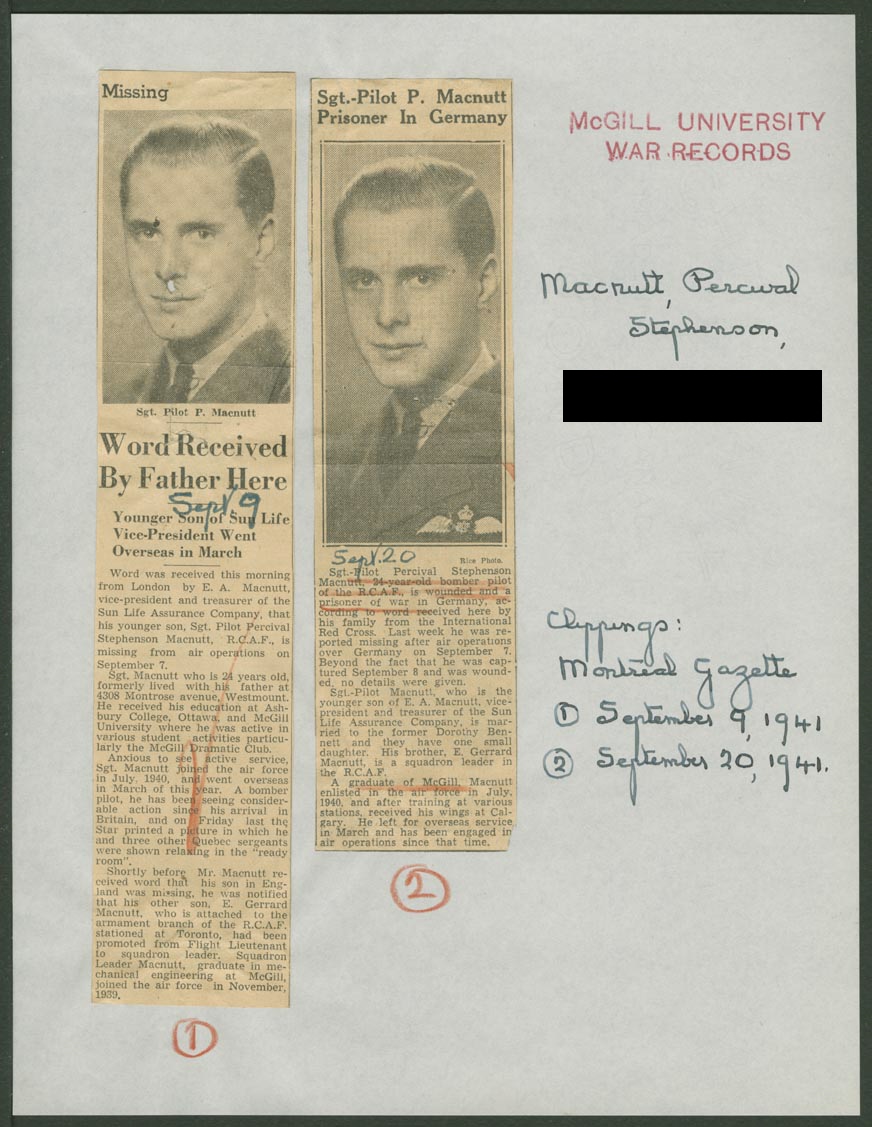 Missing
Sgt. Pilot P. Macnutt
Word Received
By Father Here
Sept. 9
Younger Son of Sun Life
Vice-President Went
Overseas in March
Word was received this morning
from London by E. A. Macnutt,
vice-president and treasurer of the
Sun Life Assurance Company, that
his younger son, Sgt. Pilot Percival
Stephenson Macnutt, R.C.A.F., is
missing from air operations on
September 7.
Sgt. Macnutt who is 24 years old,
formerly lived with his father at
4308 Montrose avenue, Westmount.
He received his education at Ash-
bury College, Ottawa, and McGill
University where he was active in
various student activities particu-
larly the McGill Dramatic Club.
Anxious to see active service,
Sgt. Macnutt joined the air force
in July, 1940, and went overseas
in March of this year. A bomber
pilot, he has been seeing consider-
able action since his arrival in
Britain, and on Friday last the
Star printed a picture in which he
and three other Quebec sergeants
were shown relaxing in the "ready
room".
Shortly before Mr. Macnutt re-
ceived word that his son in Eng-
land was missing, he was notified
that his other son, E. Gerrard
Macnutt, who is attached to the
armament branch of the R.C.A.F.
stationed at Toronto, had been
promoted from Flight Lieutenant
to squadron leader. Squadron
Leader Macnutt, graduate in me-
chanical engineering at McGill,
joined the air force in November,
1939.
1
Sgt.-Pilot P. Macnutt
Prisoner In Germany
Rice Photo.
Sept. 20
Sgt.-Pilot Percival Stephenson
Macnutt, 24-year-old bomber pilot
of the R.C.A.F., is wounded and a
prisoner of war in Germany, ac-
cording to word received here by
his family from the International
Red Cross. Last week he was re-
ported missing after air operations
over Germany on September 7.
Beyond the fact that he was cap-
tured September 8 and was wound-
ed, no details were given.
Sgt.-Pilot Macnutt, who is the
younger son of E. A. Macnutt, vice-
president and treasurer of the Sun
Life Assurance Company, is mar-
ried to the former Dorothy Ben-
nett and they have one small
daughter. His brother, E. Gerrard
Macnutt, is a squadron leader in
the R.C.A.F.
A graduate of McGill, Macnutt
enlisted in the air force in July,
1940, and after training at various
stations, received his wings at Cal-
gary. He left for overseas service
in March and has been engaged in
air operations since that time.
2
McGILL UNIVERSITY
WAR RECORDS
Macnutt, Percival
Stephenson,
Clippings:
Montreal Gazette
① September 9, 1941
② September 20, 1941.